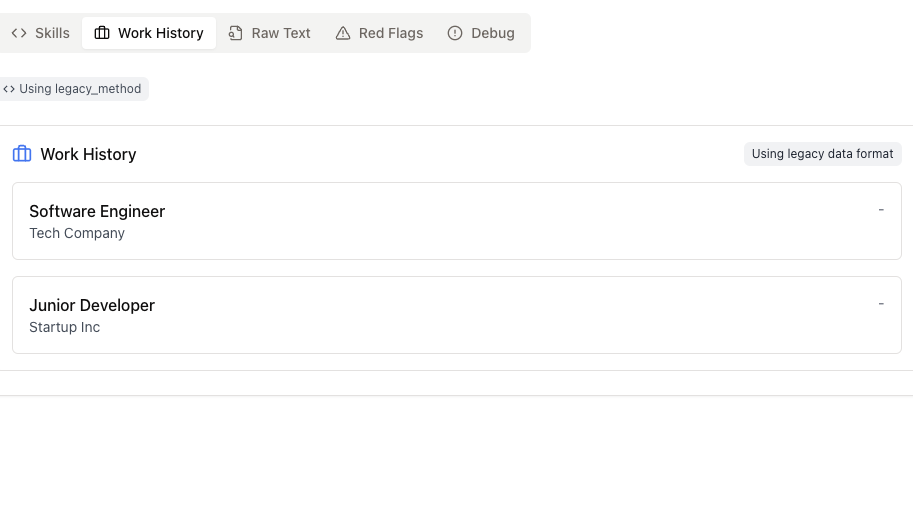 Skills Work History Raw Text Red Flags Debug
Using legacy_method
Work History Using legacy data format
Software Engineer -
Tech Company
Junior Developer -
Startup Inc